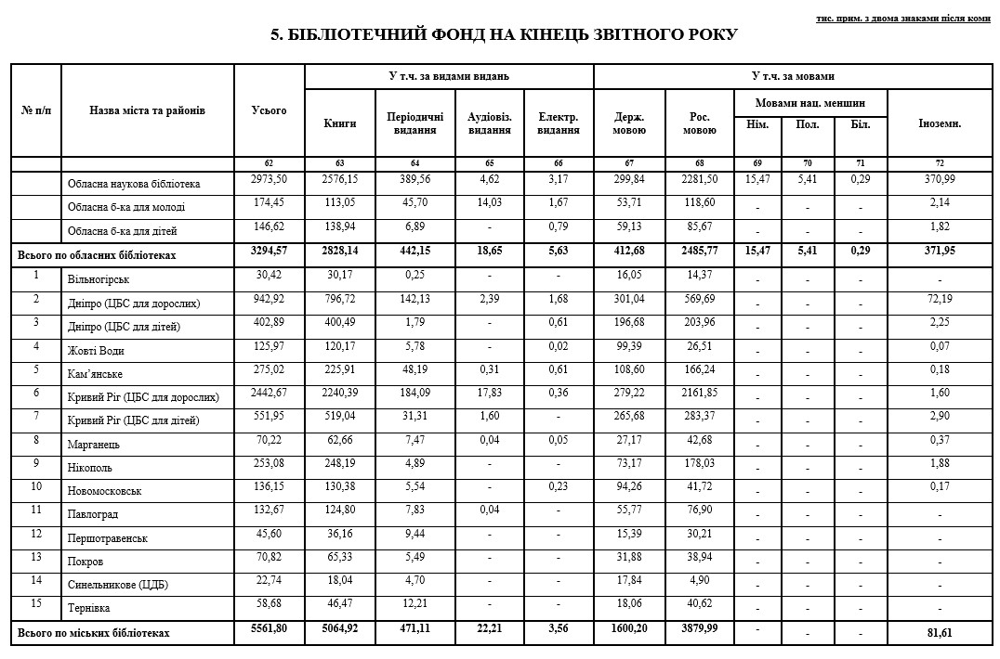 тис. прим. з двома знаками після коми
5. БІБЛІОТЕЧНИЙ ФОНД НА КІНЕЦЬ ЗВІТНОГО РОКУ
№ п/п Назва міста та районів Усього У т.ч. за видами видань У т.ч. за мовами
Книги Періодичні видання Аудіовіз. видання Електр. видання Держ. мовою Рос. мовою Мовами нац. меншин Іноземн.
Нім. Пол. Біл.
62 63 64 65 66 67 68 69 70 71 72
Обласна наукова бібліотека 2973,50 2576,15 389,56 4,62 3,17 299,84 2281,50 15,47 5,41 0,29 370,99
Обласна б-ка для молоді 174,45 113,05 45,70 14,03 1,67 53,71 118,60 - - - 2,14
Обласна б-ка для дітей 146,62 138,94 6,89 - 0,79 59,13 85,67 - - - 1,82
Всього по обласних бібліотеках 3294,57 2828,14 442,15 18,65 5,63 412,68 2485,77 15,47 5,41 0,29 371,95
1 Вільногірськ 30,42 30,17 0,25 - - 16,05 14,37 - - - -
2 Дніпро (ЦБС для дорослих) 942,92 796,72 142,13 2,39 1,68 301,04 569,69 - - - 72,19
3 Дніпро (ЦБС для дітей) 402,89 400,49 1,79 - 0,61 196,68 203,96 - - - 2,25
4 Жовті Води 125,97 120,17 5,78 - 0,02 99,39 26,51 - - - 0,07
5 Кам’янське 275,02 225,91 48,19 0,31 0,61 108,60 166,24 - - - 0,18
6 Кривий Ріг (ЦБС для дорослих) 2442,67 2240,39 184,09 17,83 0,36 279,22 2161,85 - - - 1,60
7 Кривий Ріг (ЦБС для дітей) 551,95 519,04 31,31 1,60 - 265,68 283,37 - - - 2,90
8 Марганець 70,22 62,66 7,47 0,04 0,05 27,17 42,68 - - - 0,37
9 Нікополь 253,08 248,19 4,89 - - 73,17 178,03 - - - 1,88
10 Новомосковськ 136,15 130,38 5,54 - 0,23 94,26 41,72 - - - 0,17
11 Павлоград 132,67 124,80 7,83 0,04 - 55,77 76,90 - - - -
12 Першотравенськ 45,60 36,16 9,44 - - 15,39 30,21 - - - -
13 Покров 70,82 65,33 5,49 - - 31,88 38,94 - - - -
14 Синельникове (ЦДБ) 22,74 18,04 4,70 - - 17,84 4,90 - - - -
15 Тернівка 58,68 46,47 12,21 - - 18,06 40,62 - - - -
Всього по міських бібліотеках 5561,80 5064,92 471,11 22,21 3,56 1600,20 3879,99 - - - 81,61